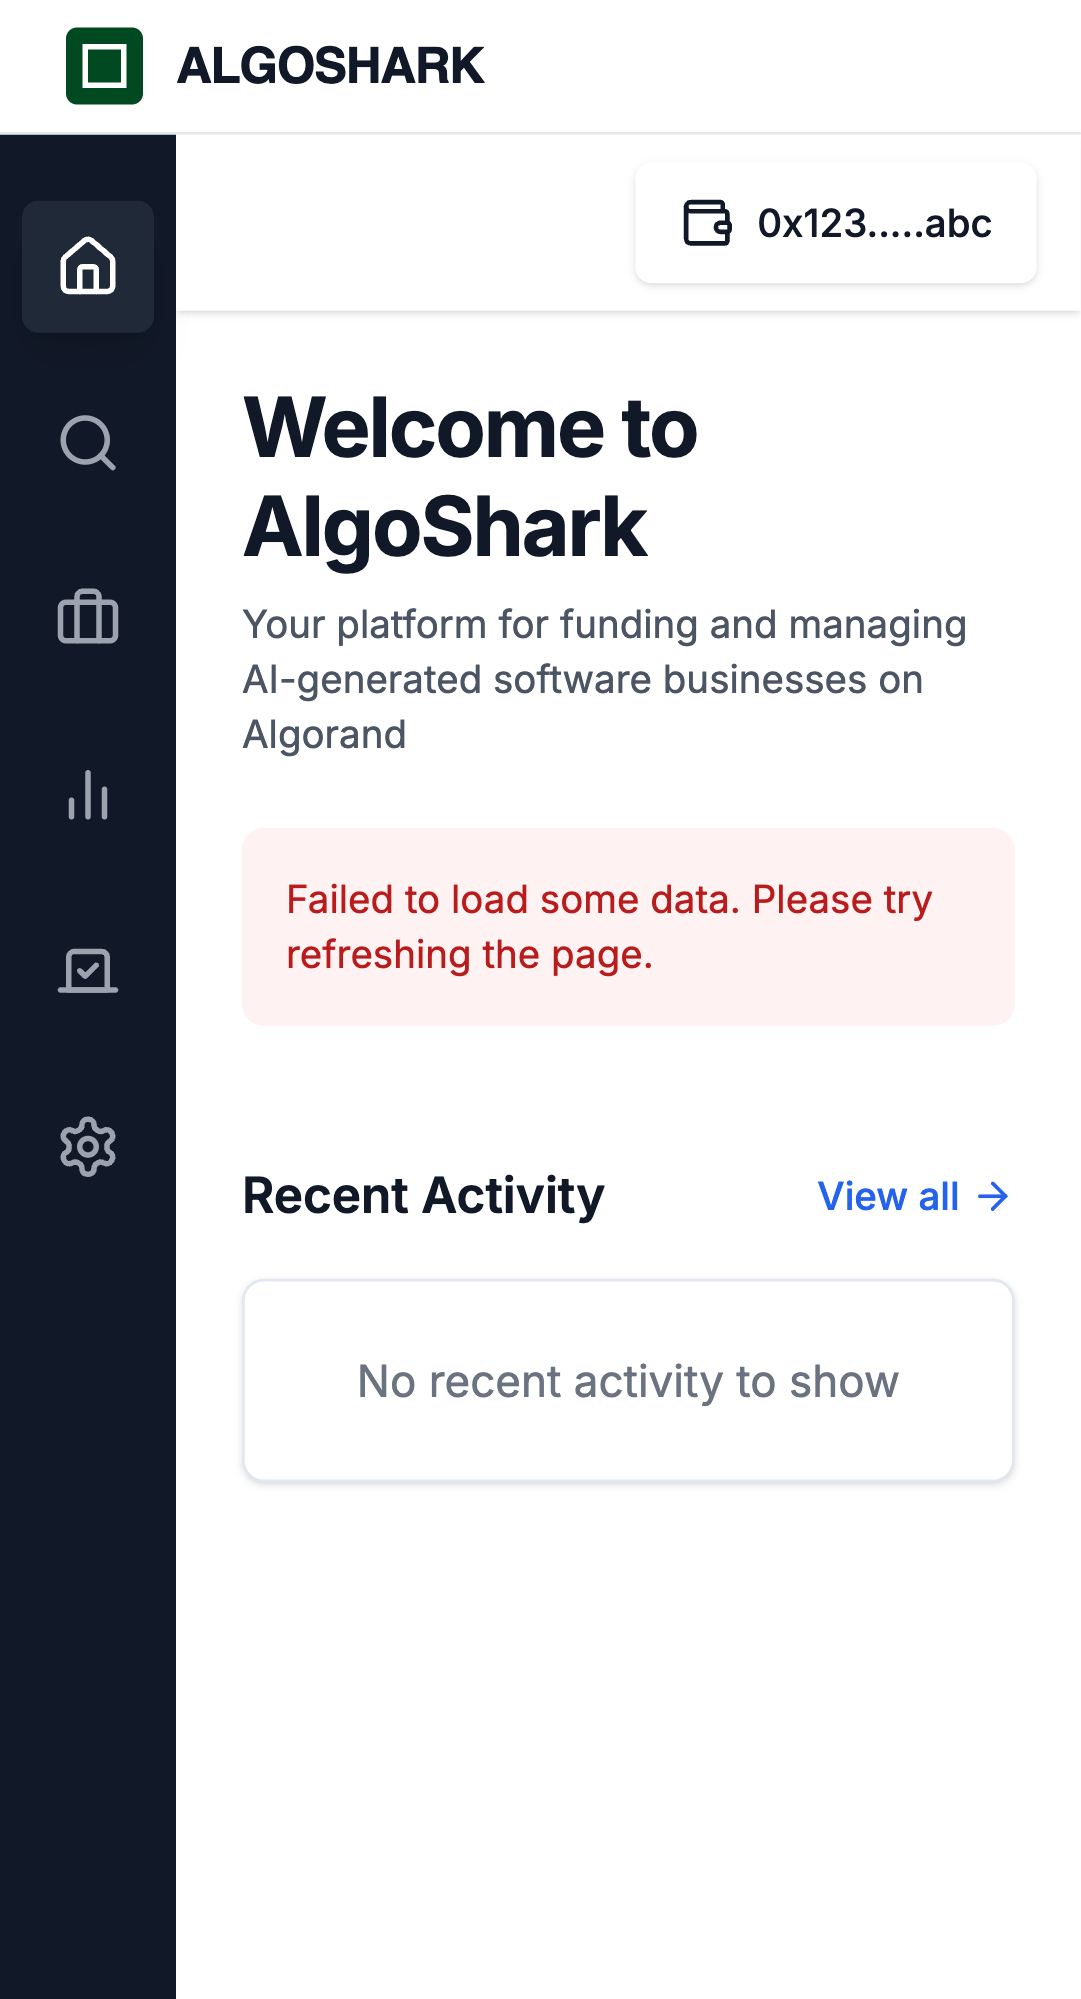 ALGOSHARK
0x123.....abc
Welcome to
AlgoShark
Your platform for funding and managing
AI-generated software businesses on
Algorand
Failed to load some data. Please try
refreshing the page.
Recent Activity
View all →
No recent activity to show